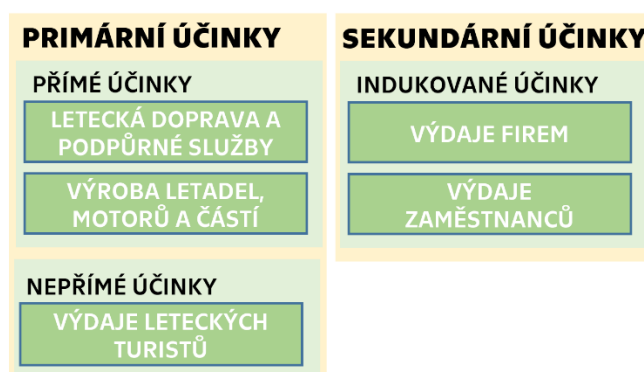 PRIMÁRNÍ ÚČINKY
PŘÍMÉ ÚČINKY
LETECKÁ DOPRAVA A
PODPŮRNÉ SLUŽBY
VÝROBA LETADEL,
MOTORŮ A ČÁSTÍ
NEPŘÍMÉ ÚČINKY
VÝDAJE LETECKÝCH
TURISTŮ
SEKUNDÁRNÍ ÚČINKY
INDUKOVANÉ ÚČINKY
VÝDAJE FIREM
VÝDAJE
ZAMĚSTNANCŮ